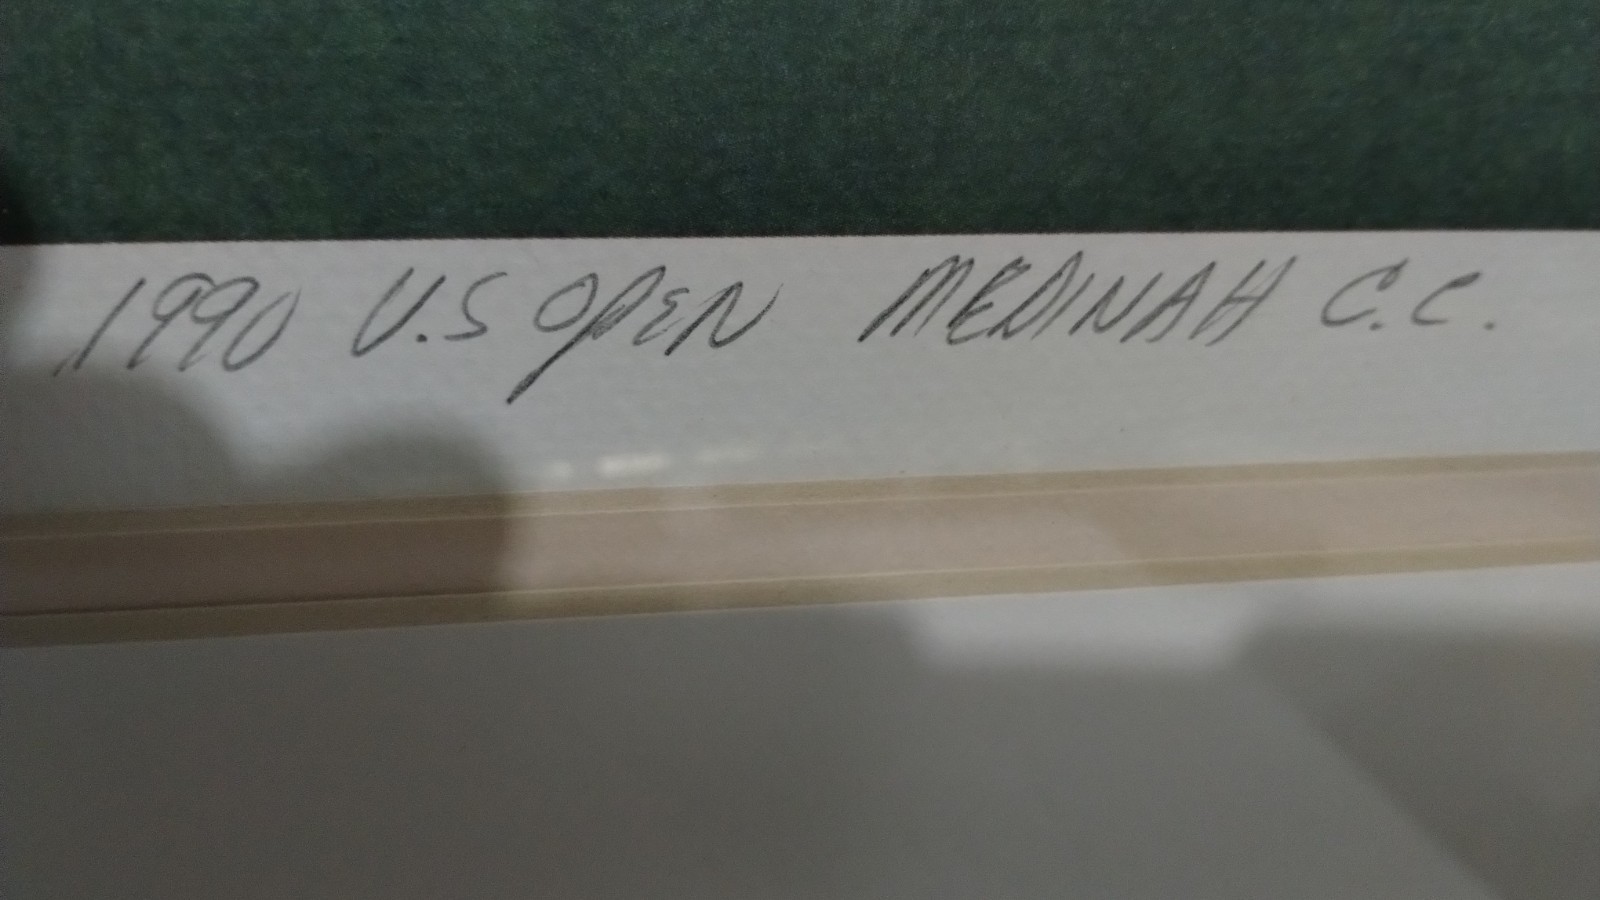 1990 U.S OPEN MEDINAH C.C.